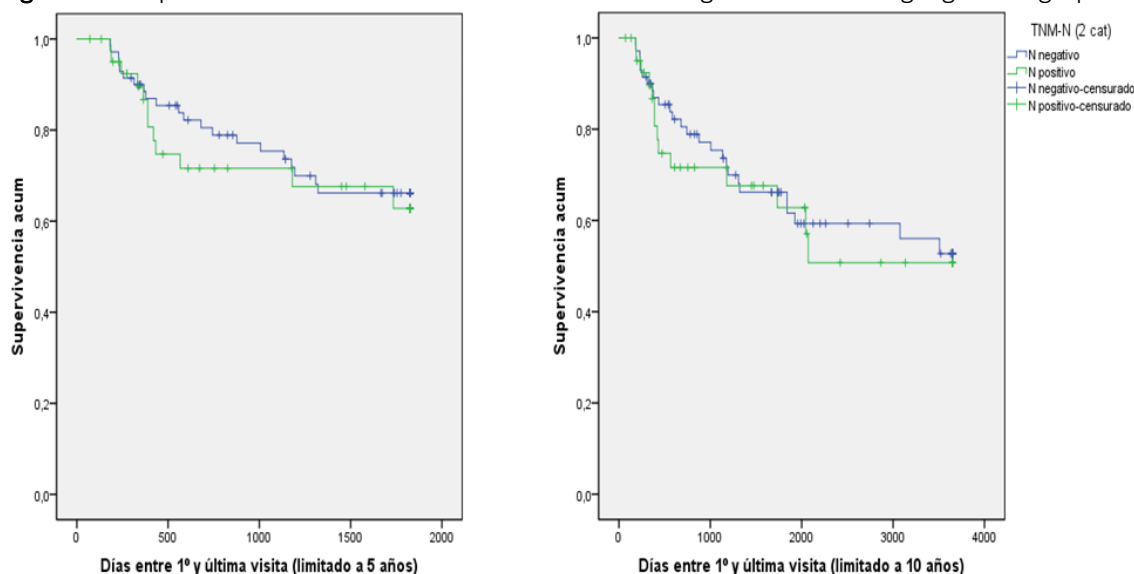 1,0
0,8
0,6
0,4
0,2
0,0
Supervivencia acum
0
500
1000
1500
2000
Días entre 1º y última visita (limitado a 5 años)
1,0
0,8
0,6
0,4
0,2
0,0
Supervivencia acum
0
1000
2000
3000
4000
Días entre 1º y última visita (limitado a 10 años)
TNM-N (2 cat)
N negativo
N positivo
N negativo-censurado
N positivo-censurado